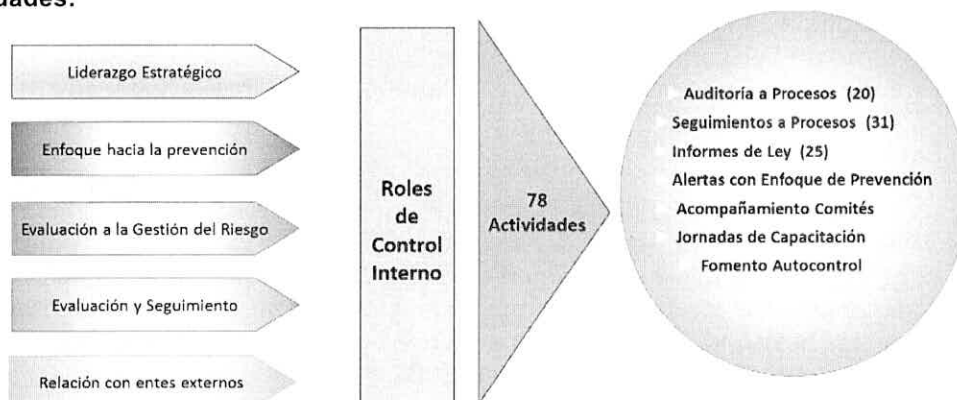 dades:
Liderazgo Estratégico
Enfoque hacia la prevención
Evaluación a la Gestión del Riesgo
Evaluación y Seguimiento
Relación con entes externos
Roles
de
Control
Interno
78
Actividades
Auditoría a Procesos (20)
Seguimientos a Procesos (31)
Informes de Ley (25)
Alertas con Enfoque de Prevención
Acompañamiento Comités
Jornadas de Capacitación
Fomento Autocontrol